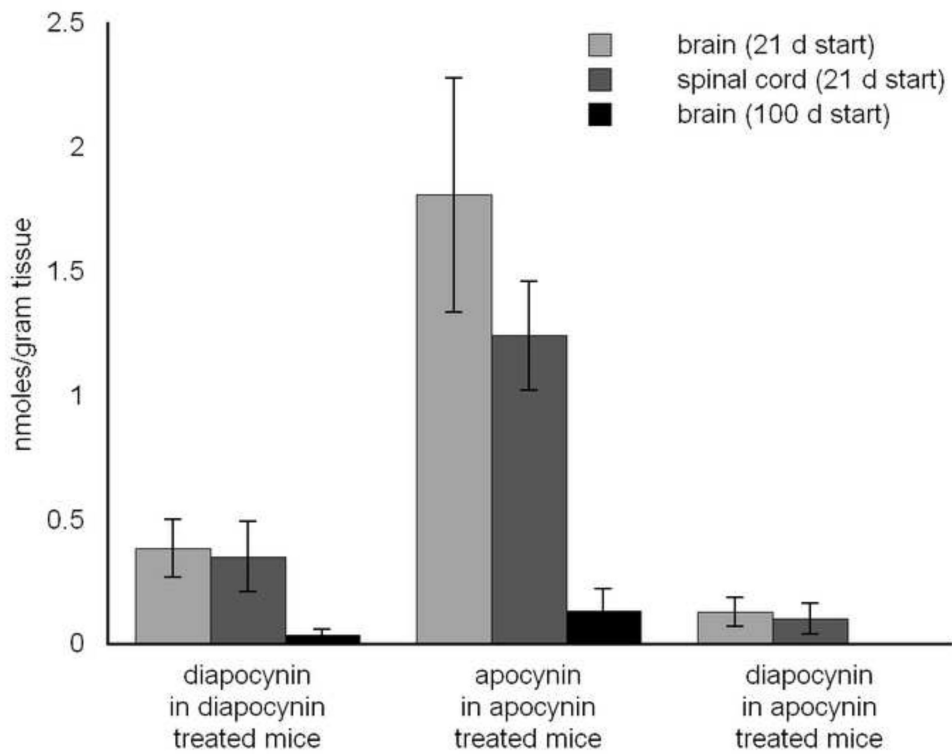 2.5
2
1.5
1
0.5
0
nmoles/gram tissue
brain (21 d start)
spinal cord (21 d start)
brain (100 d start)
diapocynin
in diapocynin
treated mice
apocynin
in apocynin
treated mice
diapocynin
in apocynin
treated mice